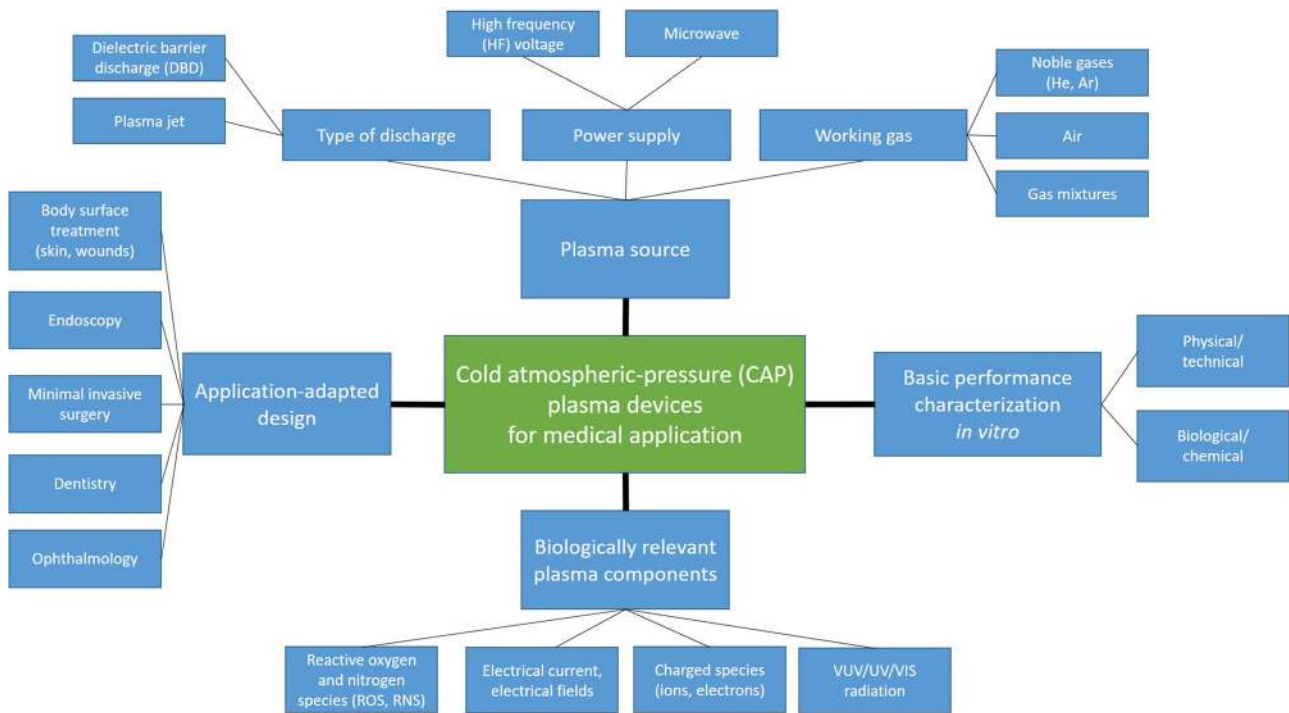 High frequency
(HF) voltage
Microwave
Dielectric barrier
discharge (DBD)
Plasma jet
Noble gases
(He, Ar)
Air
Gas mixtures
Type of discharge
Power supply
Working gas
Plasma source
Body surface
treatment
(skin, wounds)
Endoscopy
Minimal invasive
surgery
Dentistry
Ophthalmology
Application-adapted
design
Cold atmospheric-pressure (CAP)
plasma devices
for medical application
Basic performance
characterization
in vitro
Physical/
technical
Biological/
chemical
Biologically relevant
plasma components
Reactive oxygen
and nitrogen
species (ROS, RNS)
Electrical current,
electrical fields
Charged species
(ions, electrons)
VUV/UV/VIS
radiation